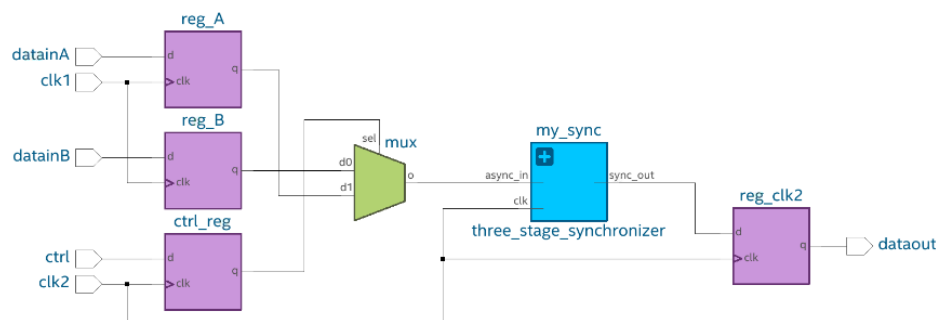 reg_A
datainA
d
q
clk1
clk
reg_B
sel
mux
my_sync
datainB
d
q
d0
o
async_in
sync_out
clk
d1
reg_clk2
ctrl_reg
clk
three_stage_synchronizer
d
q
dataout
ctrl
d
q
clk
clk2
clk